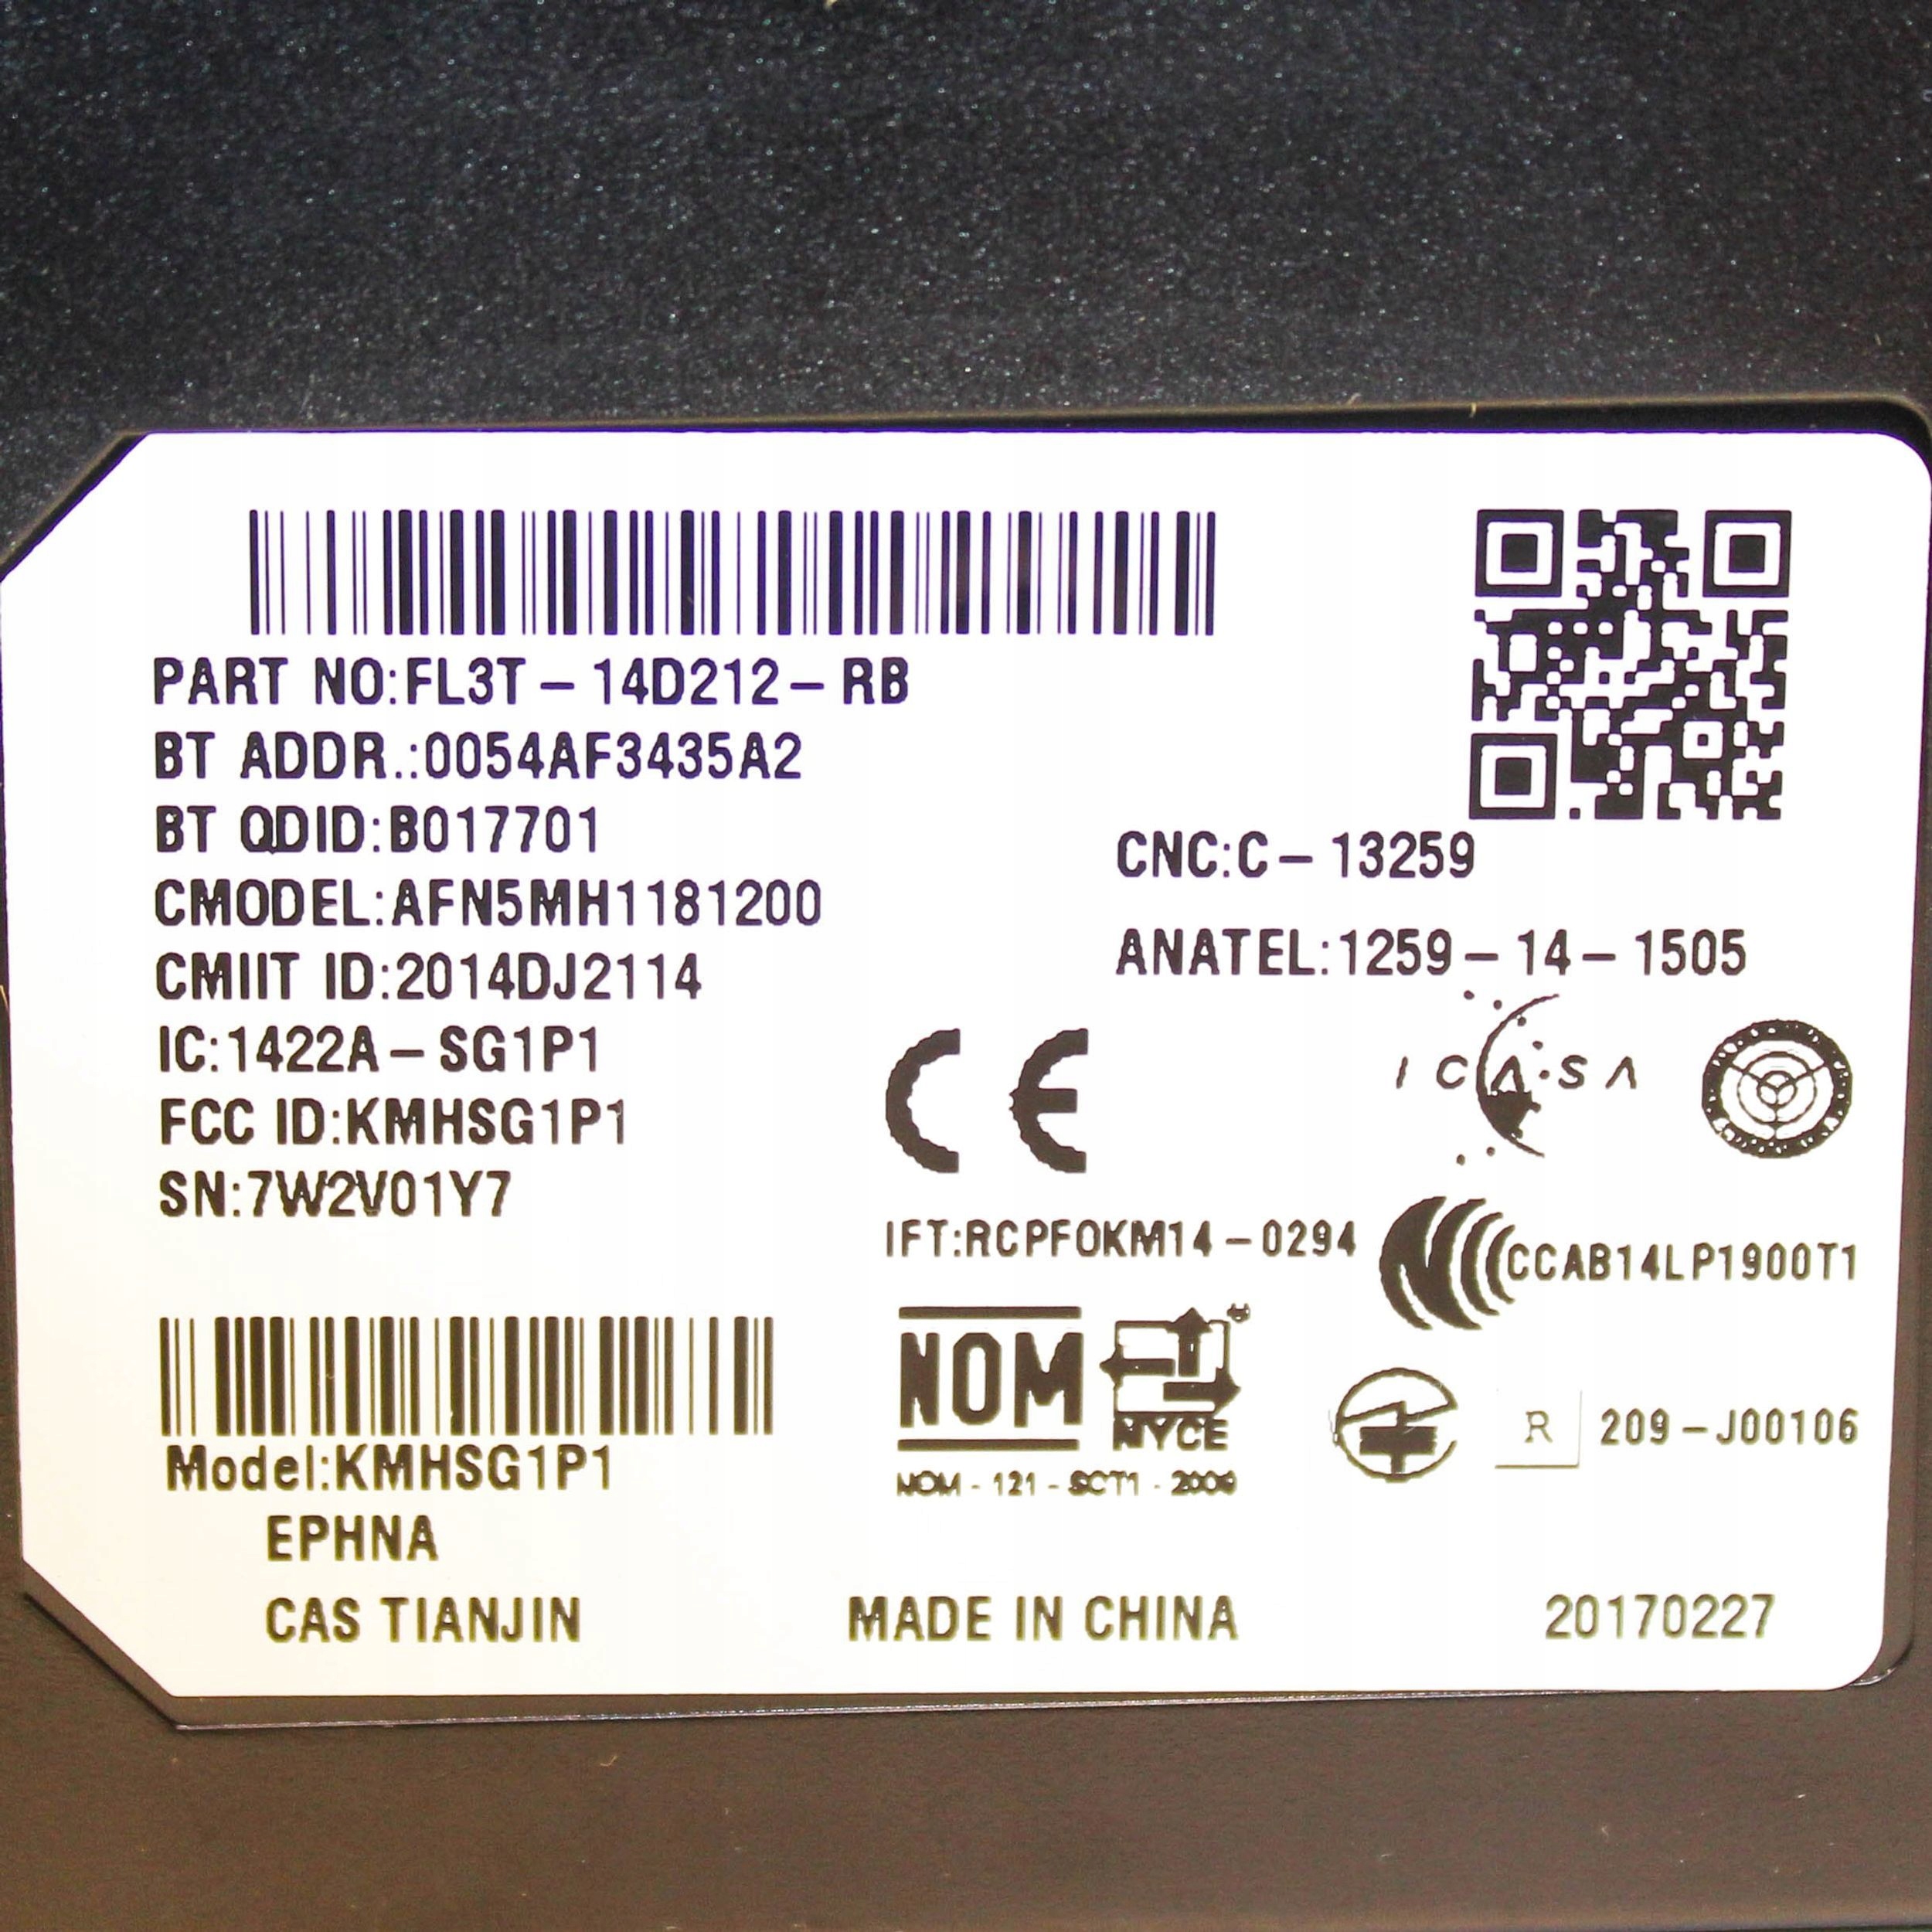 PART NO:FL3T-14D212-RB
BT ADDR.:0054AF3435A2
BT QDID:B017701
CNC:C-13259
CMODEL:AFN5MH1181200
ANATEL:1259-14-1505
CMIIT ID:2014DJ2114
IC:1422A-SG1P1
CE
ICASA
FCC ID:KMHSG1P1
SN:7W2V01Y7
IFT:RCPFOKM14-0294
CCAB14LP1900T1
NOM
NYCE
R 209-J00106
NOM-121-SCT1-2009
Model:KMHSG1P1
EPHNA
CAS TIANJIN
MADE IN CHINA
20170227